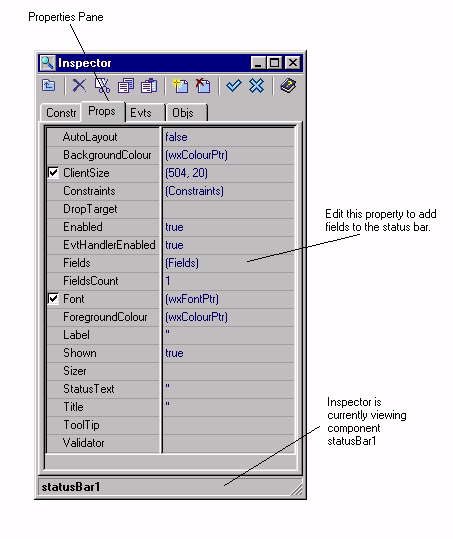 Properties Pane
Inspector
Constr Props Evts Objs
AutoLayout false
BackgroundColour (wxColourPtr)
ClientSize (504, 20)
Constraints (Constraints)
DropTarget
Enabled true
EvtHandlerEnabled true
Fields (Fields)
FieldsCount 1
Font (wxFontPtr)
ForegroundColour (wxColourPtr)
Label ''
Shown true
Sizer
StatusText ''
Title ''
ToolTip
Validator
statusBar1
Edit this property to add
fields to the status bar.
Inspector is
currently viewing
component
statusBar1